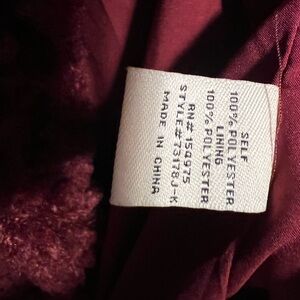 SELF
100% POLYESTER
LINING
100% POLYESTER
RN# 154975
STYLE# 73178J-K
MADE IN CHINA